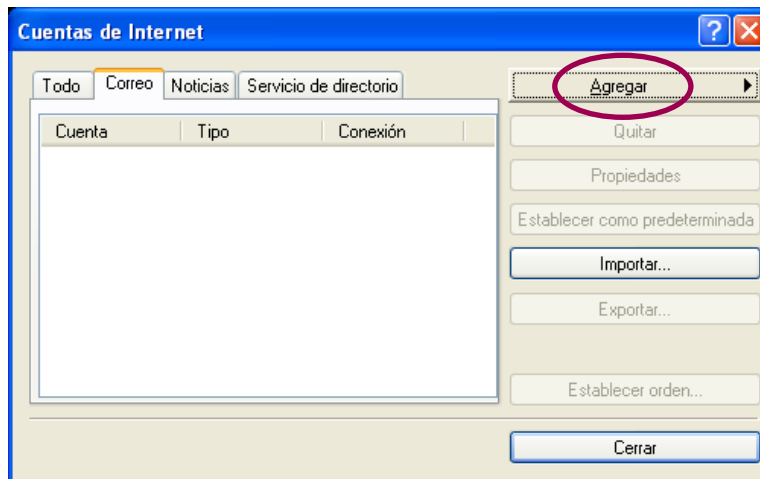 Cuentas de Internet
Todo Correo Noticias Servicio de directorio
Cuenta Tipo Conexión
Agregar
Quitar
Propiedades
Establecer como predeterminada
Importar...
Exportar...
Establecer orden...
Cerrar